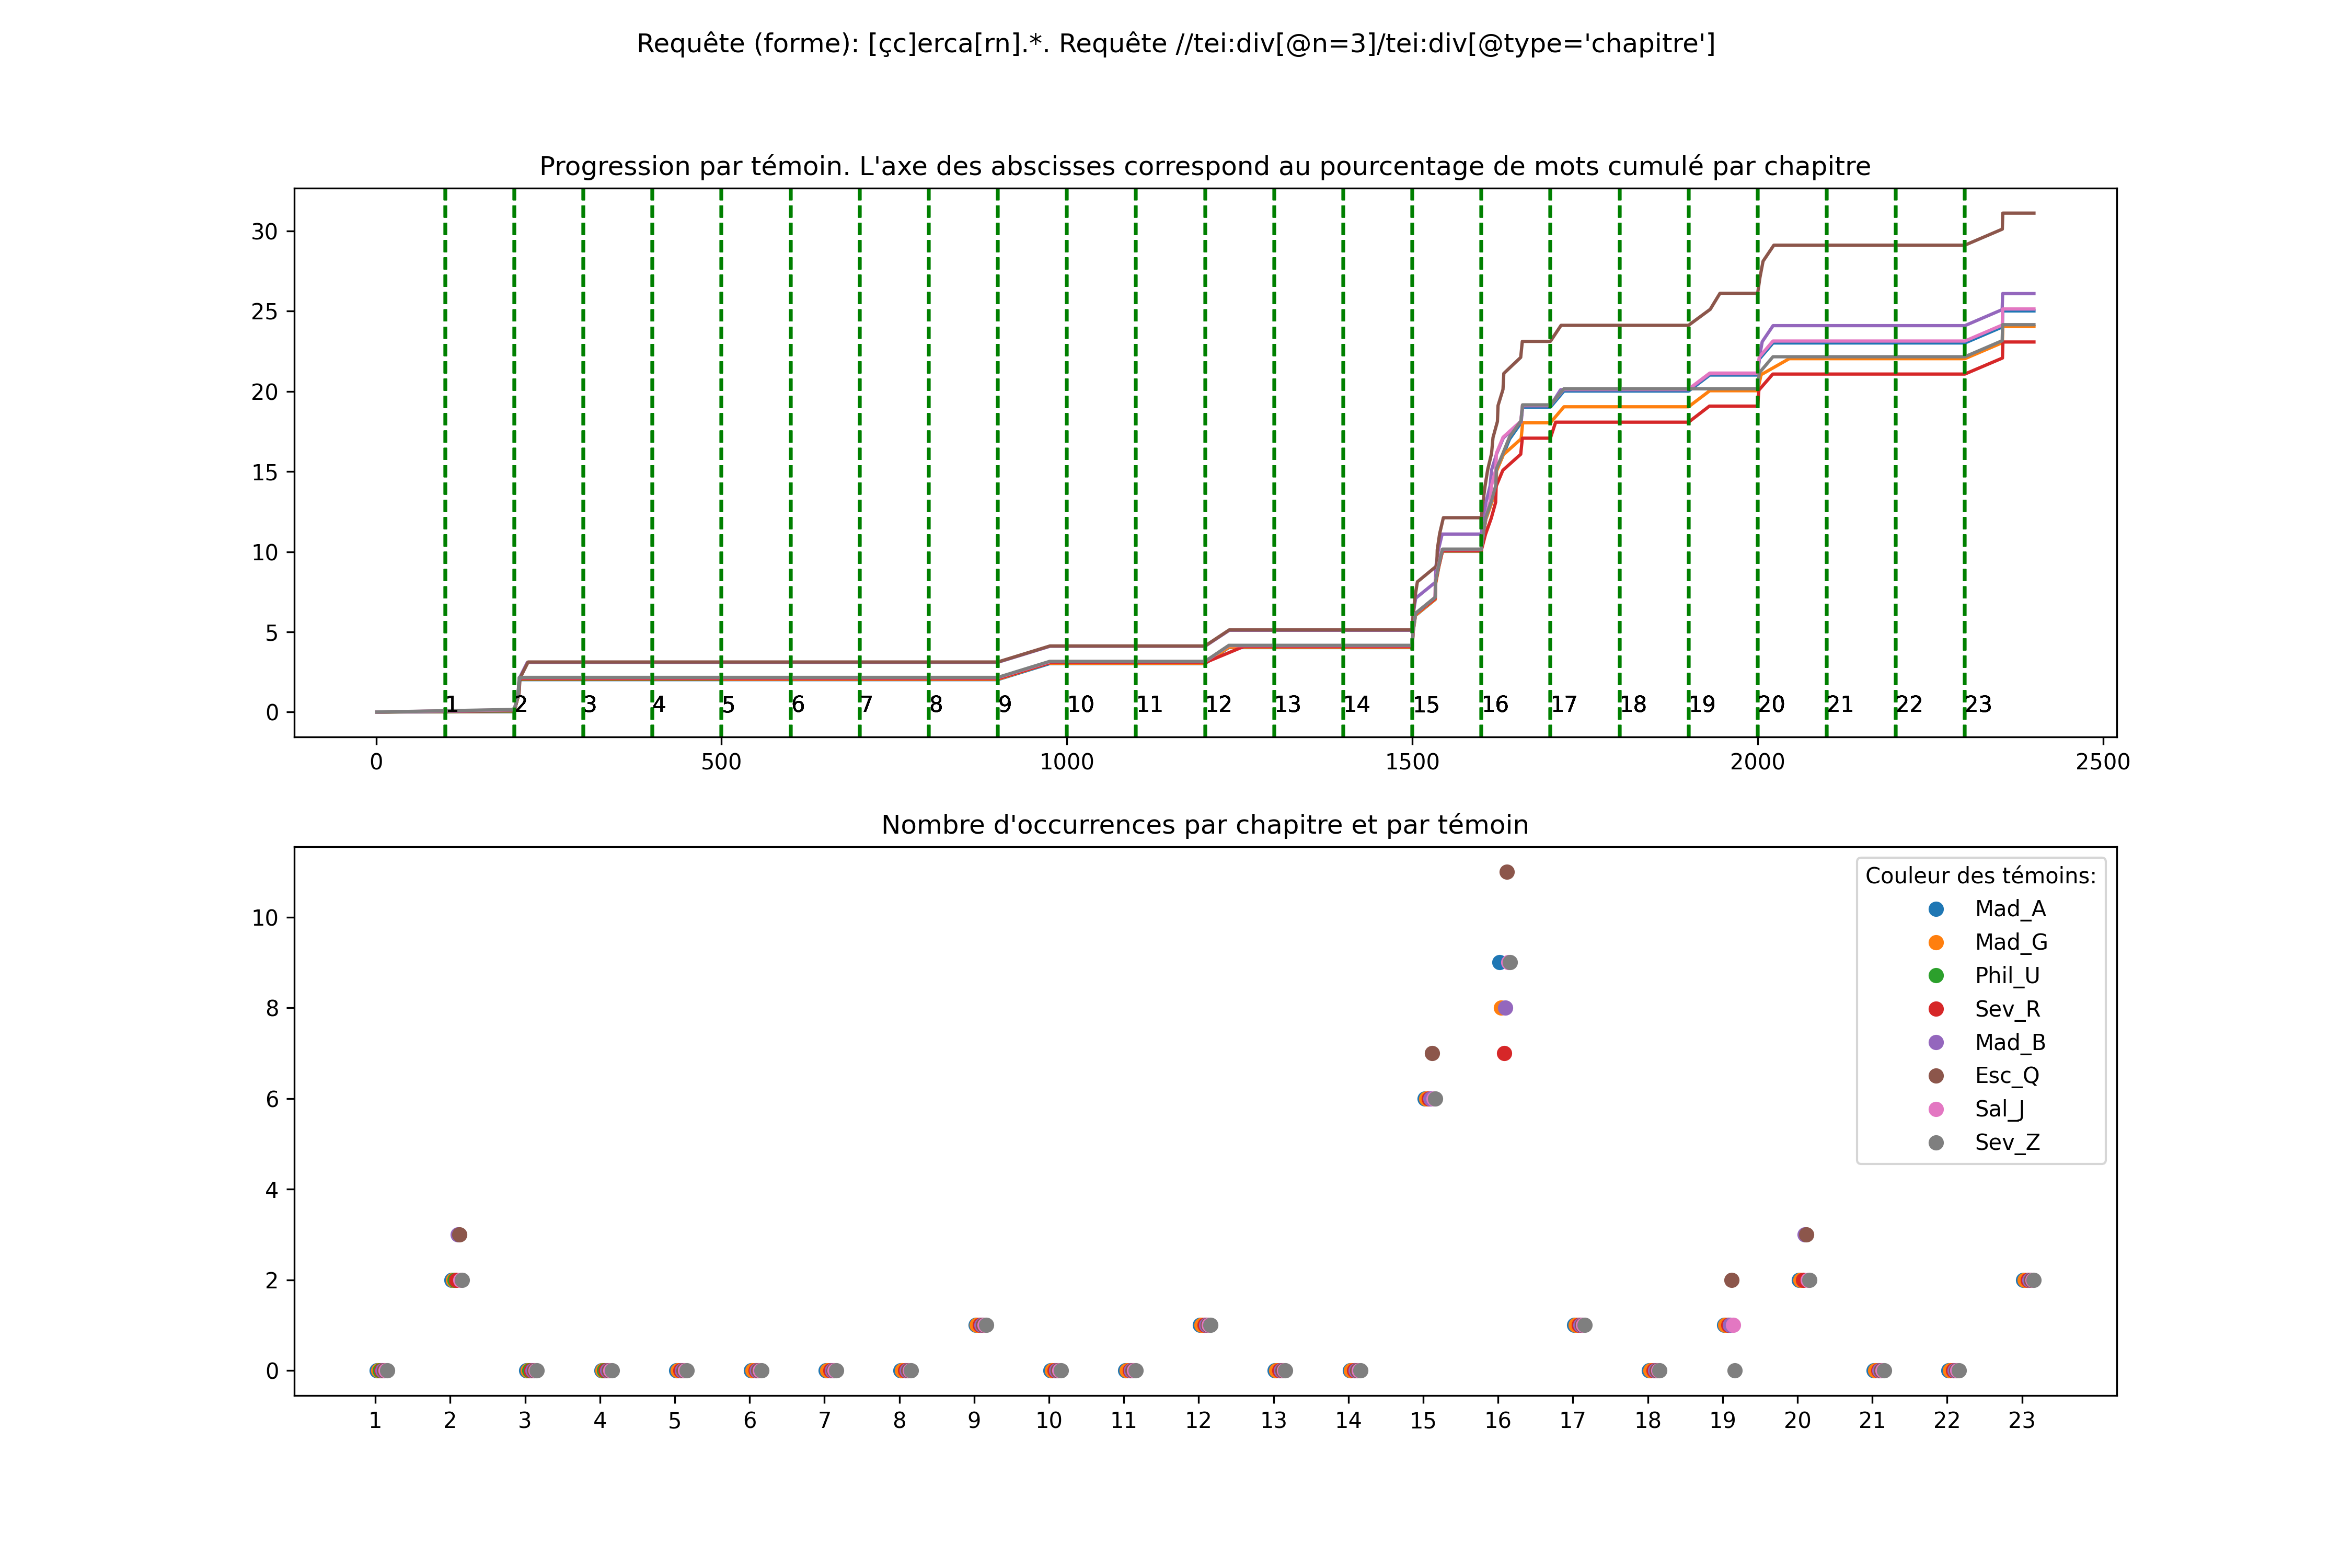 Requête (forme): [çc]erca[rn].*. Requête //tei:div[@n=3]/tei:div[@type='chapitre']
Progression par témoin. L'axe des abscisses correspond au pourcentage de mots cumulé par chapitre
30
25
20
15
10
5
0
1 2 3 4 5 6 7 8 9 10 11 12 13 14 15 16 17 18 19 20 21 22 23
0 500 1000 1500 2000 2500
Nombre d'occurrences par chapitre et par témoin
10
8
6
4
2
0
Couleur des témoins:
Mad_A
Mad_G
Phil_U
Sev_R
Mad_B
Esc_Q
Sal_J
Sev_Z
1 2 3 4 5 6 7 8 9 10 11 12 13 14 15 16 17 18 19 20 21 22 23